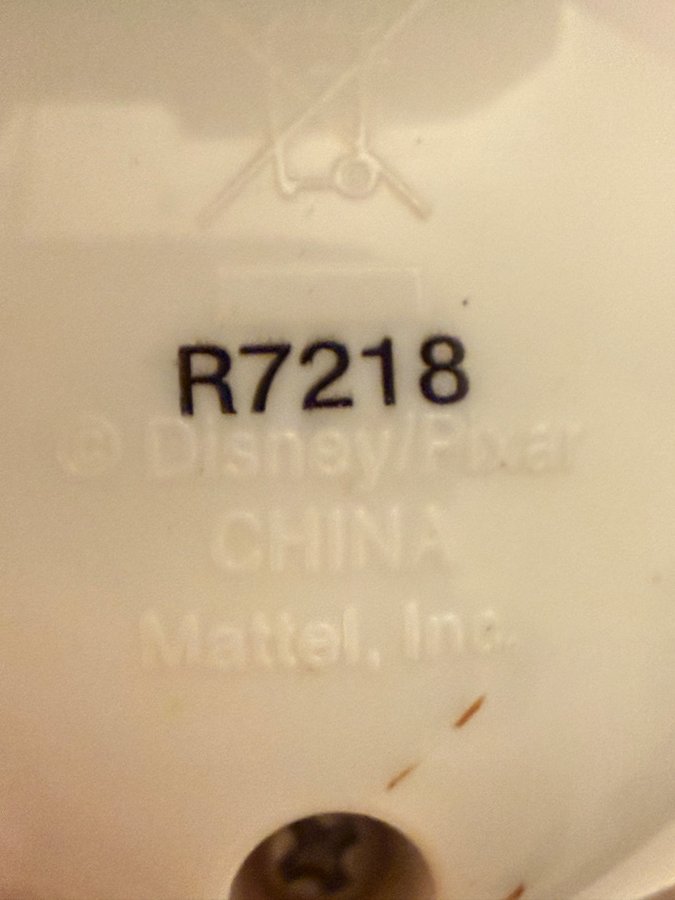 R7218
© Disney/Pixar
CHINA
Mattel, Inc.